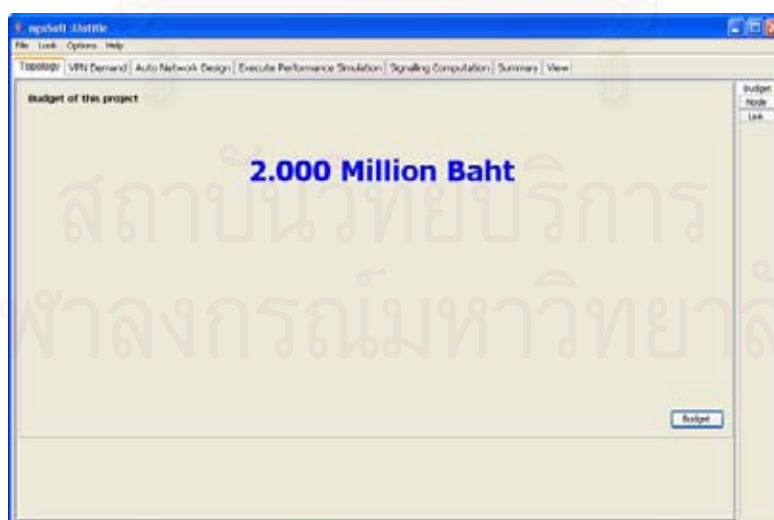 npshell :Untitle
File Look Options Help
Topology VPN Demand Auto Network Design Execute Performance Simulation Signaling Computation Summary View
Budget of this project
Budget
Node
Link
2.000 Million Baht
สถาบันวิทยบริการ
จุฬาลงกรณ์มหาวิทยาลัย
Budget